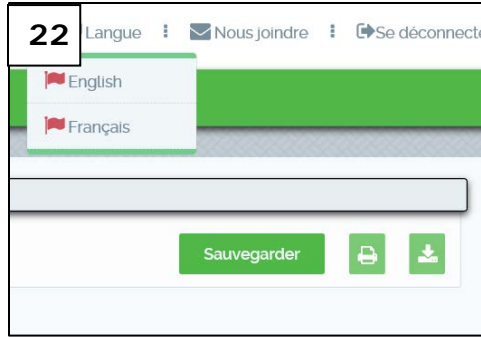 22
Langue Nous joindre Se déconnecte
English
Français
Sauvegarder